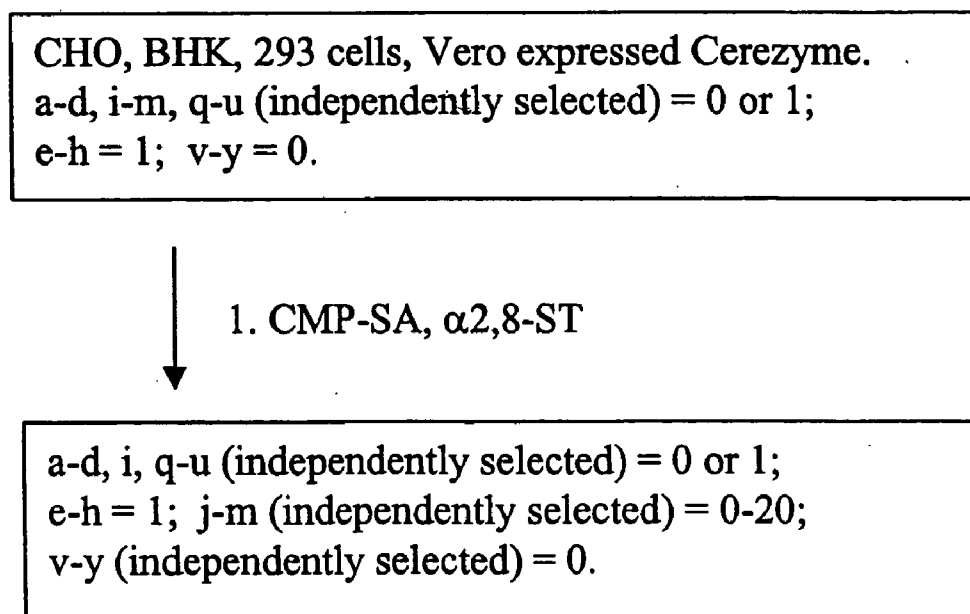 CHO, BHK, 293 cells, Vero expressed Cerezyme.
a-d, i-m, q-u (independently selected) = 0 or 1;
e-h = 1; v-y = 0.
1. CMP-SA, α2,8-ST
a-d, i, q-u (independently selected) = 0 or 1;
e-h = 1; j-m (independently selected) = 0-20;
v-y (independently selected) = 0.